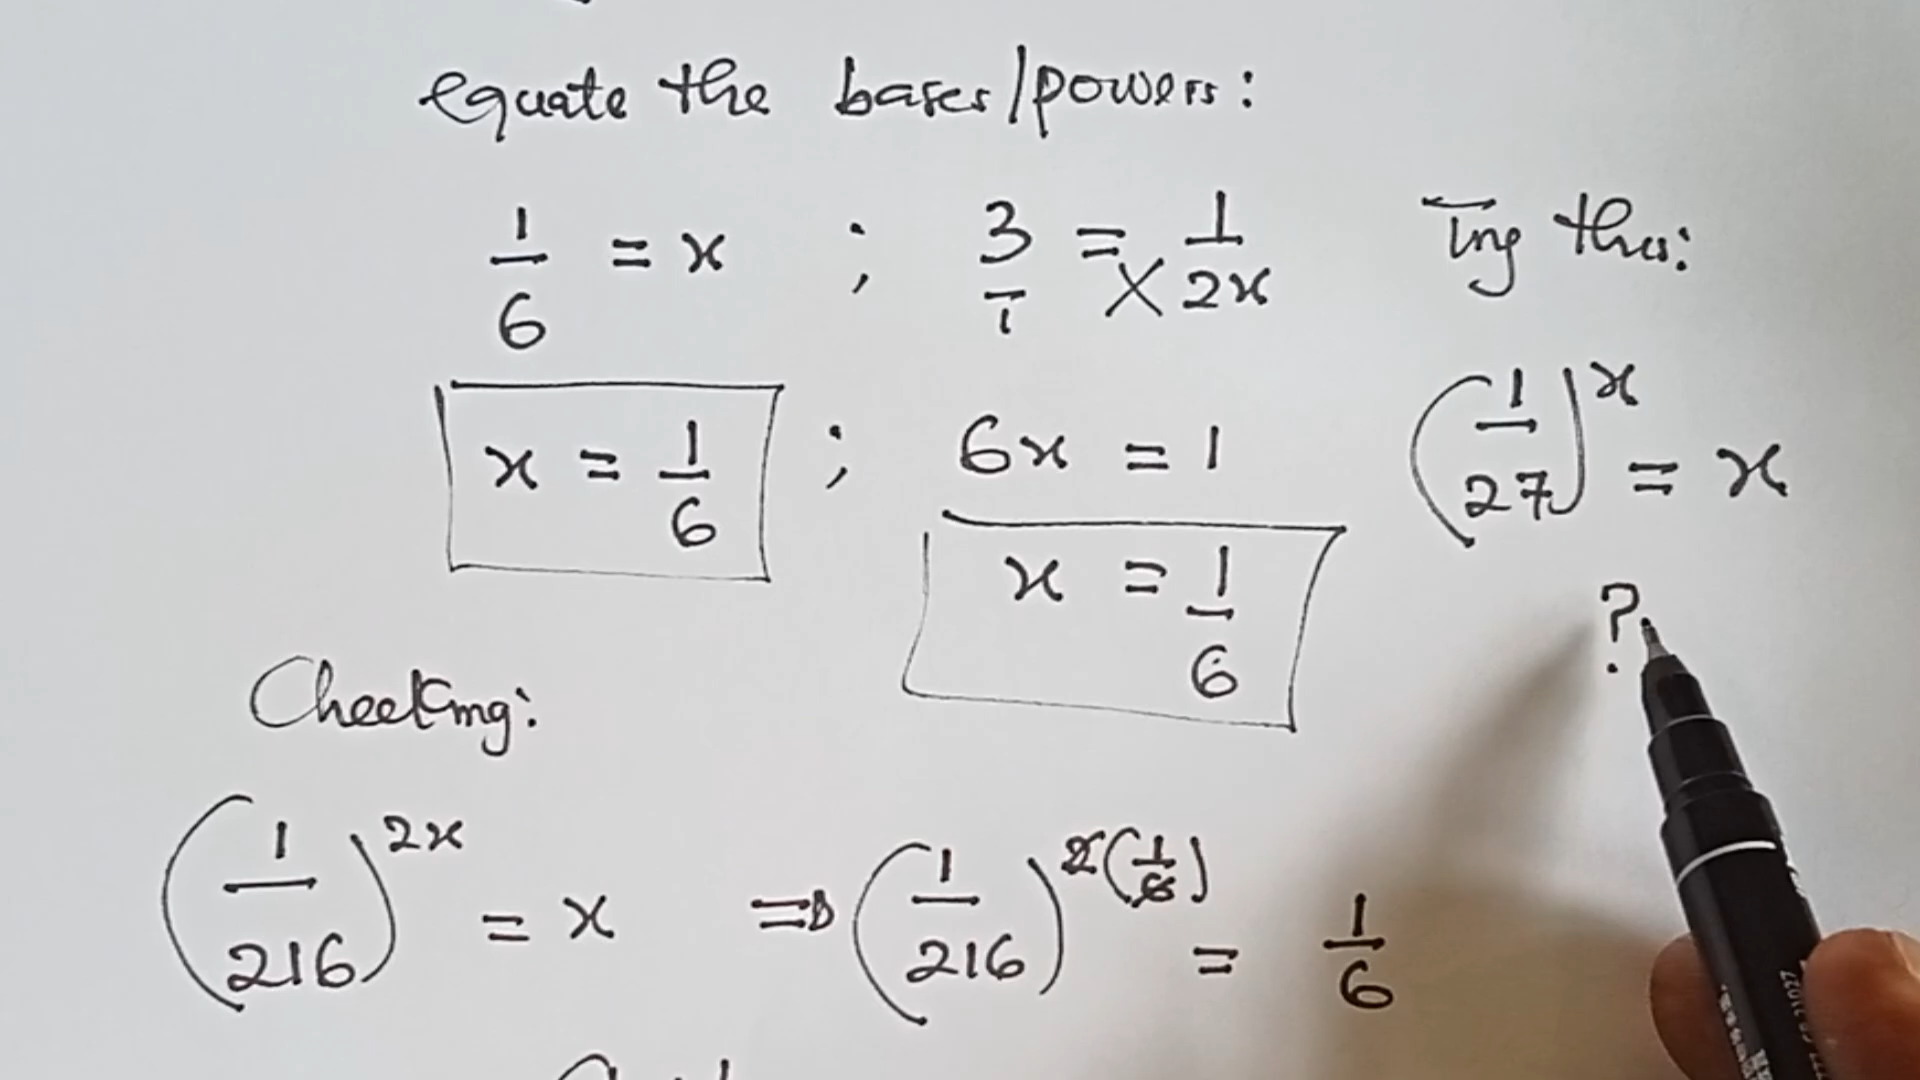 equate the bases/powers:
1/6 = x ; 3/1 = 1/2x
x = 1/6 ; 6x = 1
x = 1/6
Try this:
(1/27)^x = x
?
Checking:
(1/216)^2x = x => (1/216)^2(1/6) = 1/6